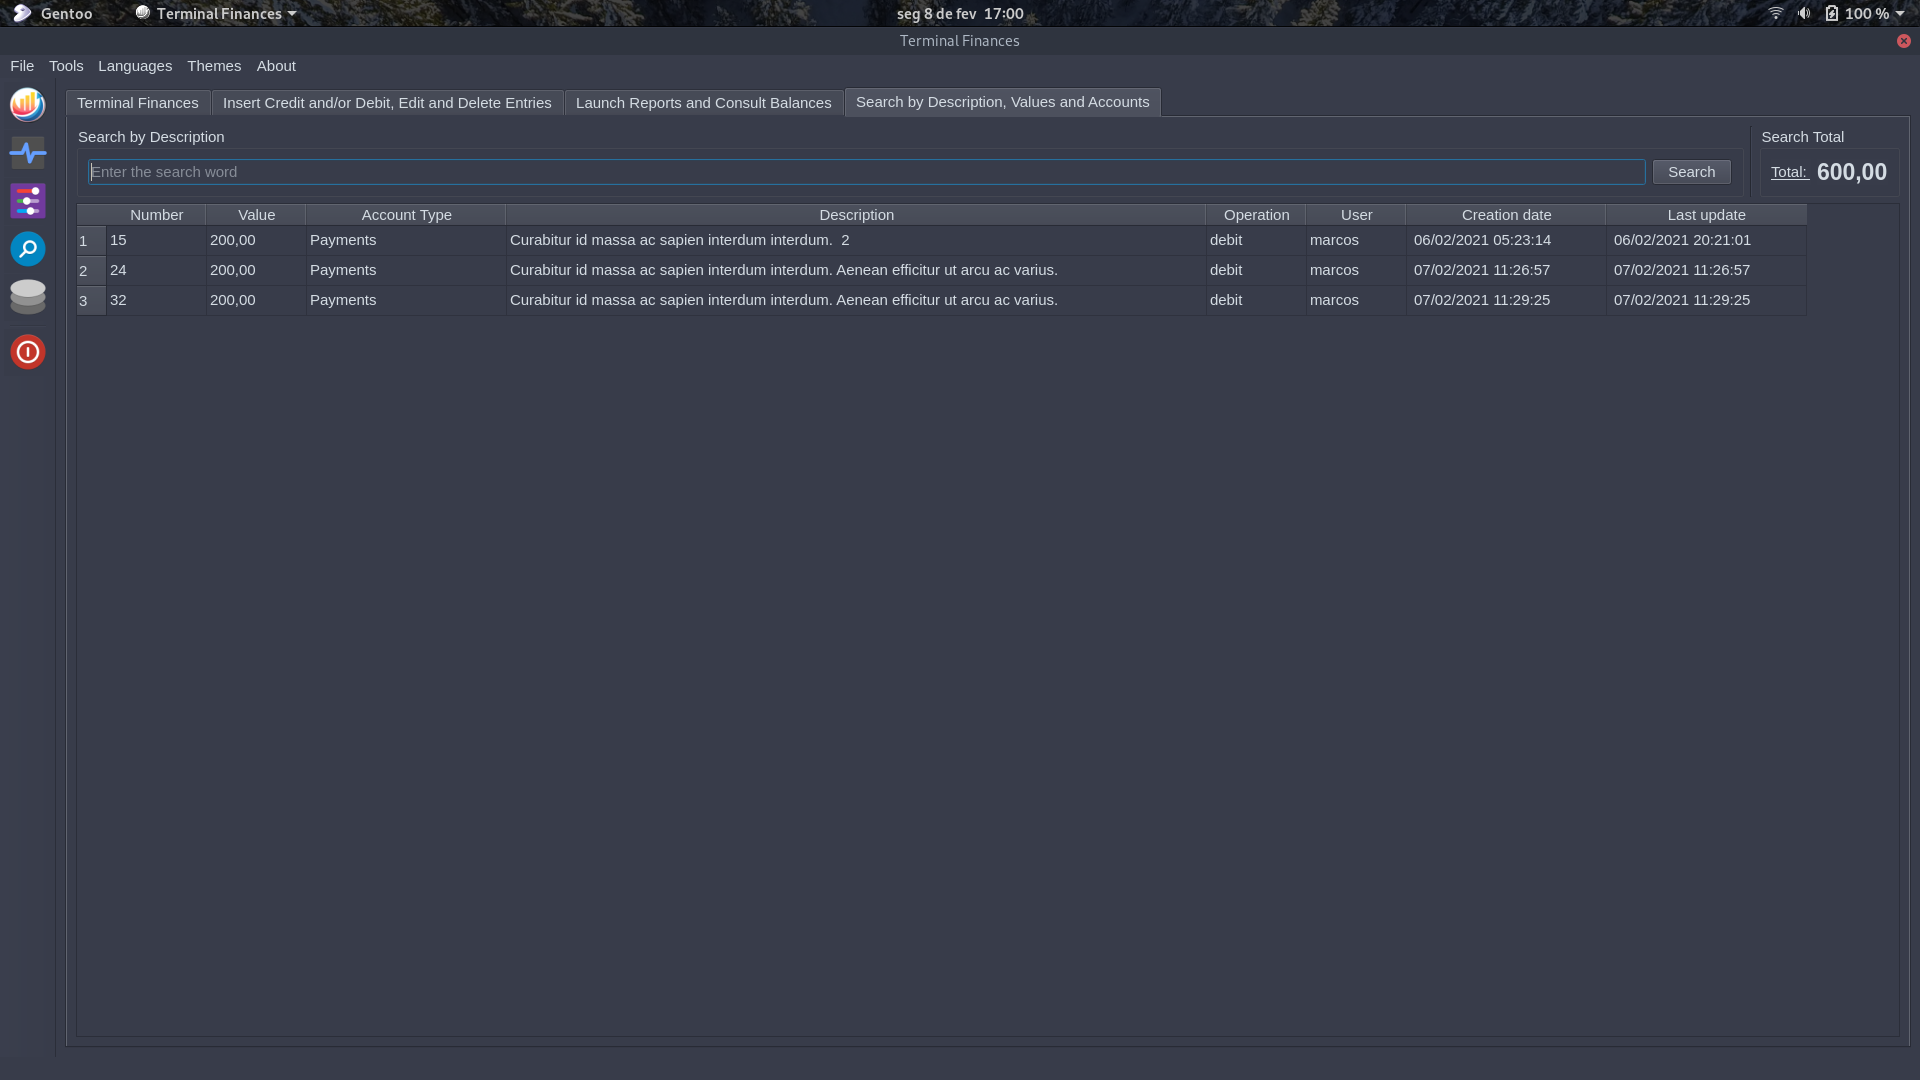 Gentoo Terminal Finances seg 8 de fev 17:00 100 %
Terminal Finances
File Tools Languages Themes About
Terminal Finances Insert Credit and/or Debit, Edit and Delete Entries Launch Reports and Consult Balances Search by Description, Values and Accounts
Search by Description Search Total
Enter the search word Search Total: 600,00
Number Value Account Type Description Operation User Creation date Last update
1 15 200,00 Payments Curabitur id massa ac sapien interdum interdum. 2 debit marcos 06/02/2021 05:23:14 06/02/2021 20:21:01
2 24 200,00 Payments Curabitur id massa ac sapien interdum interdum. Aenean efficitur ut arcu ac varius. debit marcos 07/02/2021 11:26:57 07/02/2021 11:26:57
3 32 200,00 Payments Curabitur id massa ac sapien interdum interdum. Aenean efficitur ut arcu ac varius. debit marcos 07/02/2021 11:29:25 07/02/2021 11:29:25